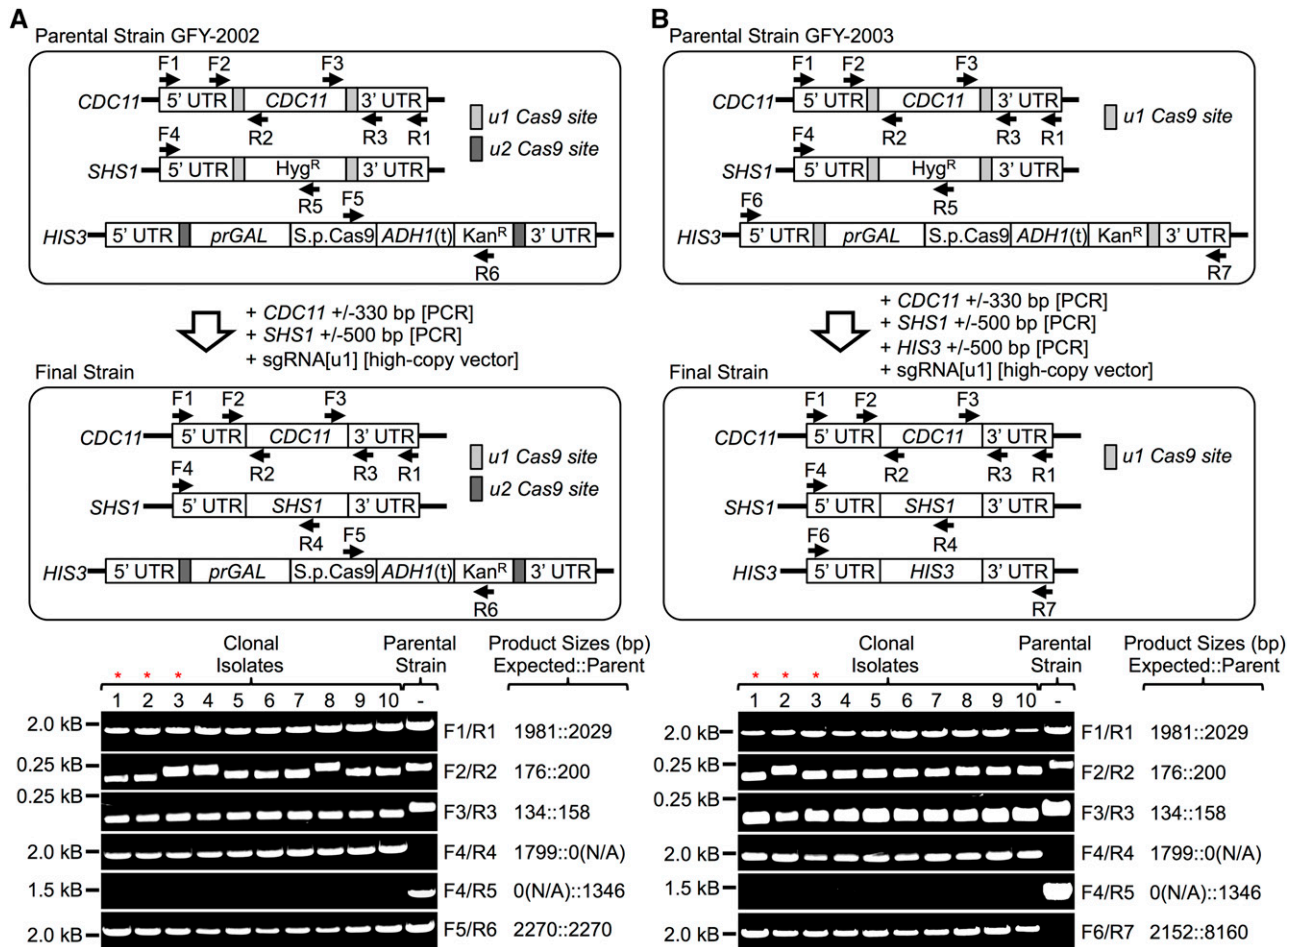 A
Parental Strain GFY-2002
F1 F2 F3
CDC11 5' UTR CDC11 3' UTR
R2 R3 R1
u1 Cas9 site
u2 Cas9 site
F4
SHS1 5' UTR HygR 3' UTR
R5 F5
HIS3 5' UTR prGAL S.p.Cas9 ADH1(t) KanR 3' UTR
R6
+ CDC11 +/-330 bp [PCR]
+ SHS1 +/-500 bp [PCR]
+ sgRNA[u1] [high-copy vector]
Final Strain
F1 F2 F3
CDC11 5' UTR CDC11 3' UTR
R2 R3 R1
u1 Cas9 site
u2 Cas9 site
F4
SHS1 5' UTR SHS1 3' UTR
R4 F5
HIS3 5' UTR prGAL S.p.Cas9 ADH1(t) KanR 3' UTR
R6
Clonal Isolates
Parental Strain
Product Sizes (bp)
Expected::Parent
* * *
1 2 3 4 5 6 7 8 9 10 -
2.0 kB F1/R1 1981::2029
0.25 kB F2/R2 176::200
0.25 kB F3/R3 134::158
2.0 kB F4/R4 1799::0(N/A)
1.5 kB F4/R5 0(N/A)::1346
2.0 kB F5/R6 2270::2270
B
Parental Strain GFY-2003
F1 F2 F3
CDC11 5' UTR CDC11 3' UTR
R2 R3 R1
u1 Cas9 site
F4
SHS1 5' UTR HygR 3' UTR
F6 R5
HIS3 5' UTR prGAL S.p.Cas9 ADH1(t) KanR 3' UTR
R7
+ CDC11 +/-330 bp [PCR]
+ SHS1 +/-500 bp [PCR]
+ HIS3 +/-500 bp [PCR]
+ sgRNA[u1] [high-copy vector]
Final Strain
F1 F2 F3
CDC11 5' UTR CDC11 3' UTR
R2 R3 R1
u1 Cas9 site
F4
SHS1 5' UTR SHS1 3' UTR
F6 R4
HIS3 5' UTR HIS3 3' UTR
R7
Clonal Isolates
Parental Strain
Product Sizes (bp)
Expected::Parent
* * *
1 2 3 4 5 6 7 8 9 10 -
2.0 kB F1/R1 1981::2029
0.25 kB F2/R2 176::200
0.25 kB F3/R3 134::158
2.0 kB F4/R4 1799::0(N/A)
1.5 kB F4/R5 0(N/A)::1346
2.0 kB F6/R7 2152::8160